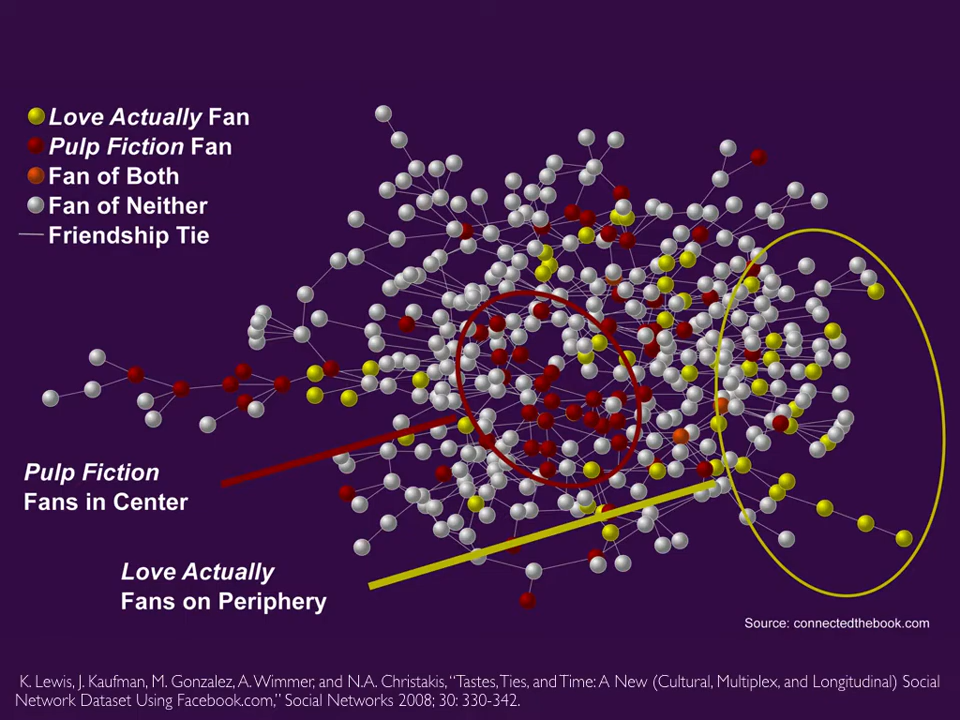 Love Actually Fan
Pulp Fiction Fan
Fan of Both
Fan of Neither
Friendship Tie
Pulp Fiction
Fans in Center
Love Actually
Fans on Periphery
Source: connectedthebook.com
K. Lewis, J. Kaufman, M. Gonzalez, A. Wimmer, and N.A. Christakis, “Tastes, Ties, and Time: A New (Cultural, Multiplex, and Longitudinal) Social
Network Dataset Using Facebook.com,” Social Networks 2008; 30: 330-342.